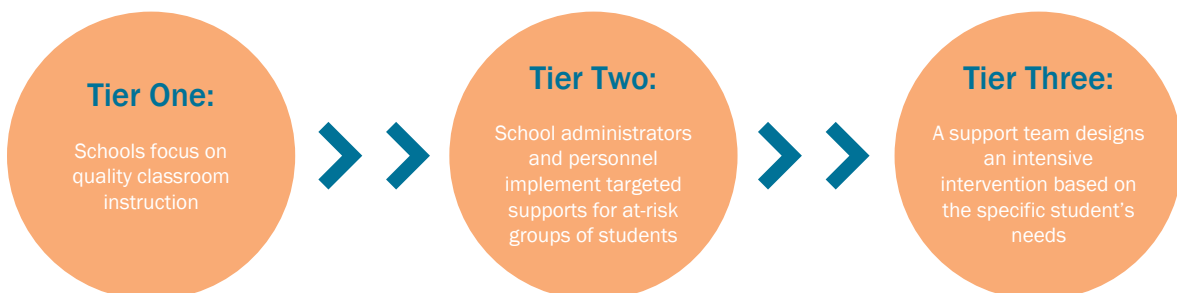 Tier One:
Schools focus on
quality classroom
instruction
Tier Two:
School administrators
and personnel
implement targeted
supports for at-risk
groups of students
Tier Three:
A support team designs
an intensive
intervention based on
the specific student’s
needs